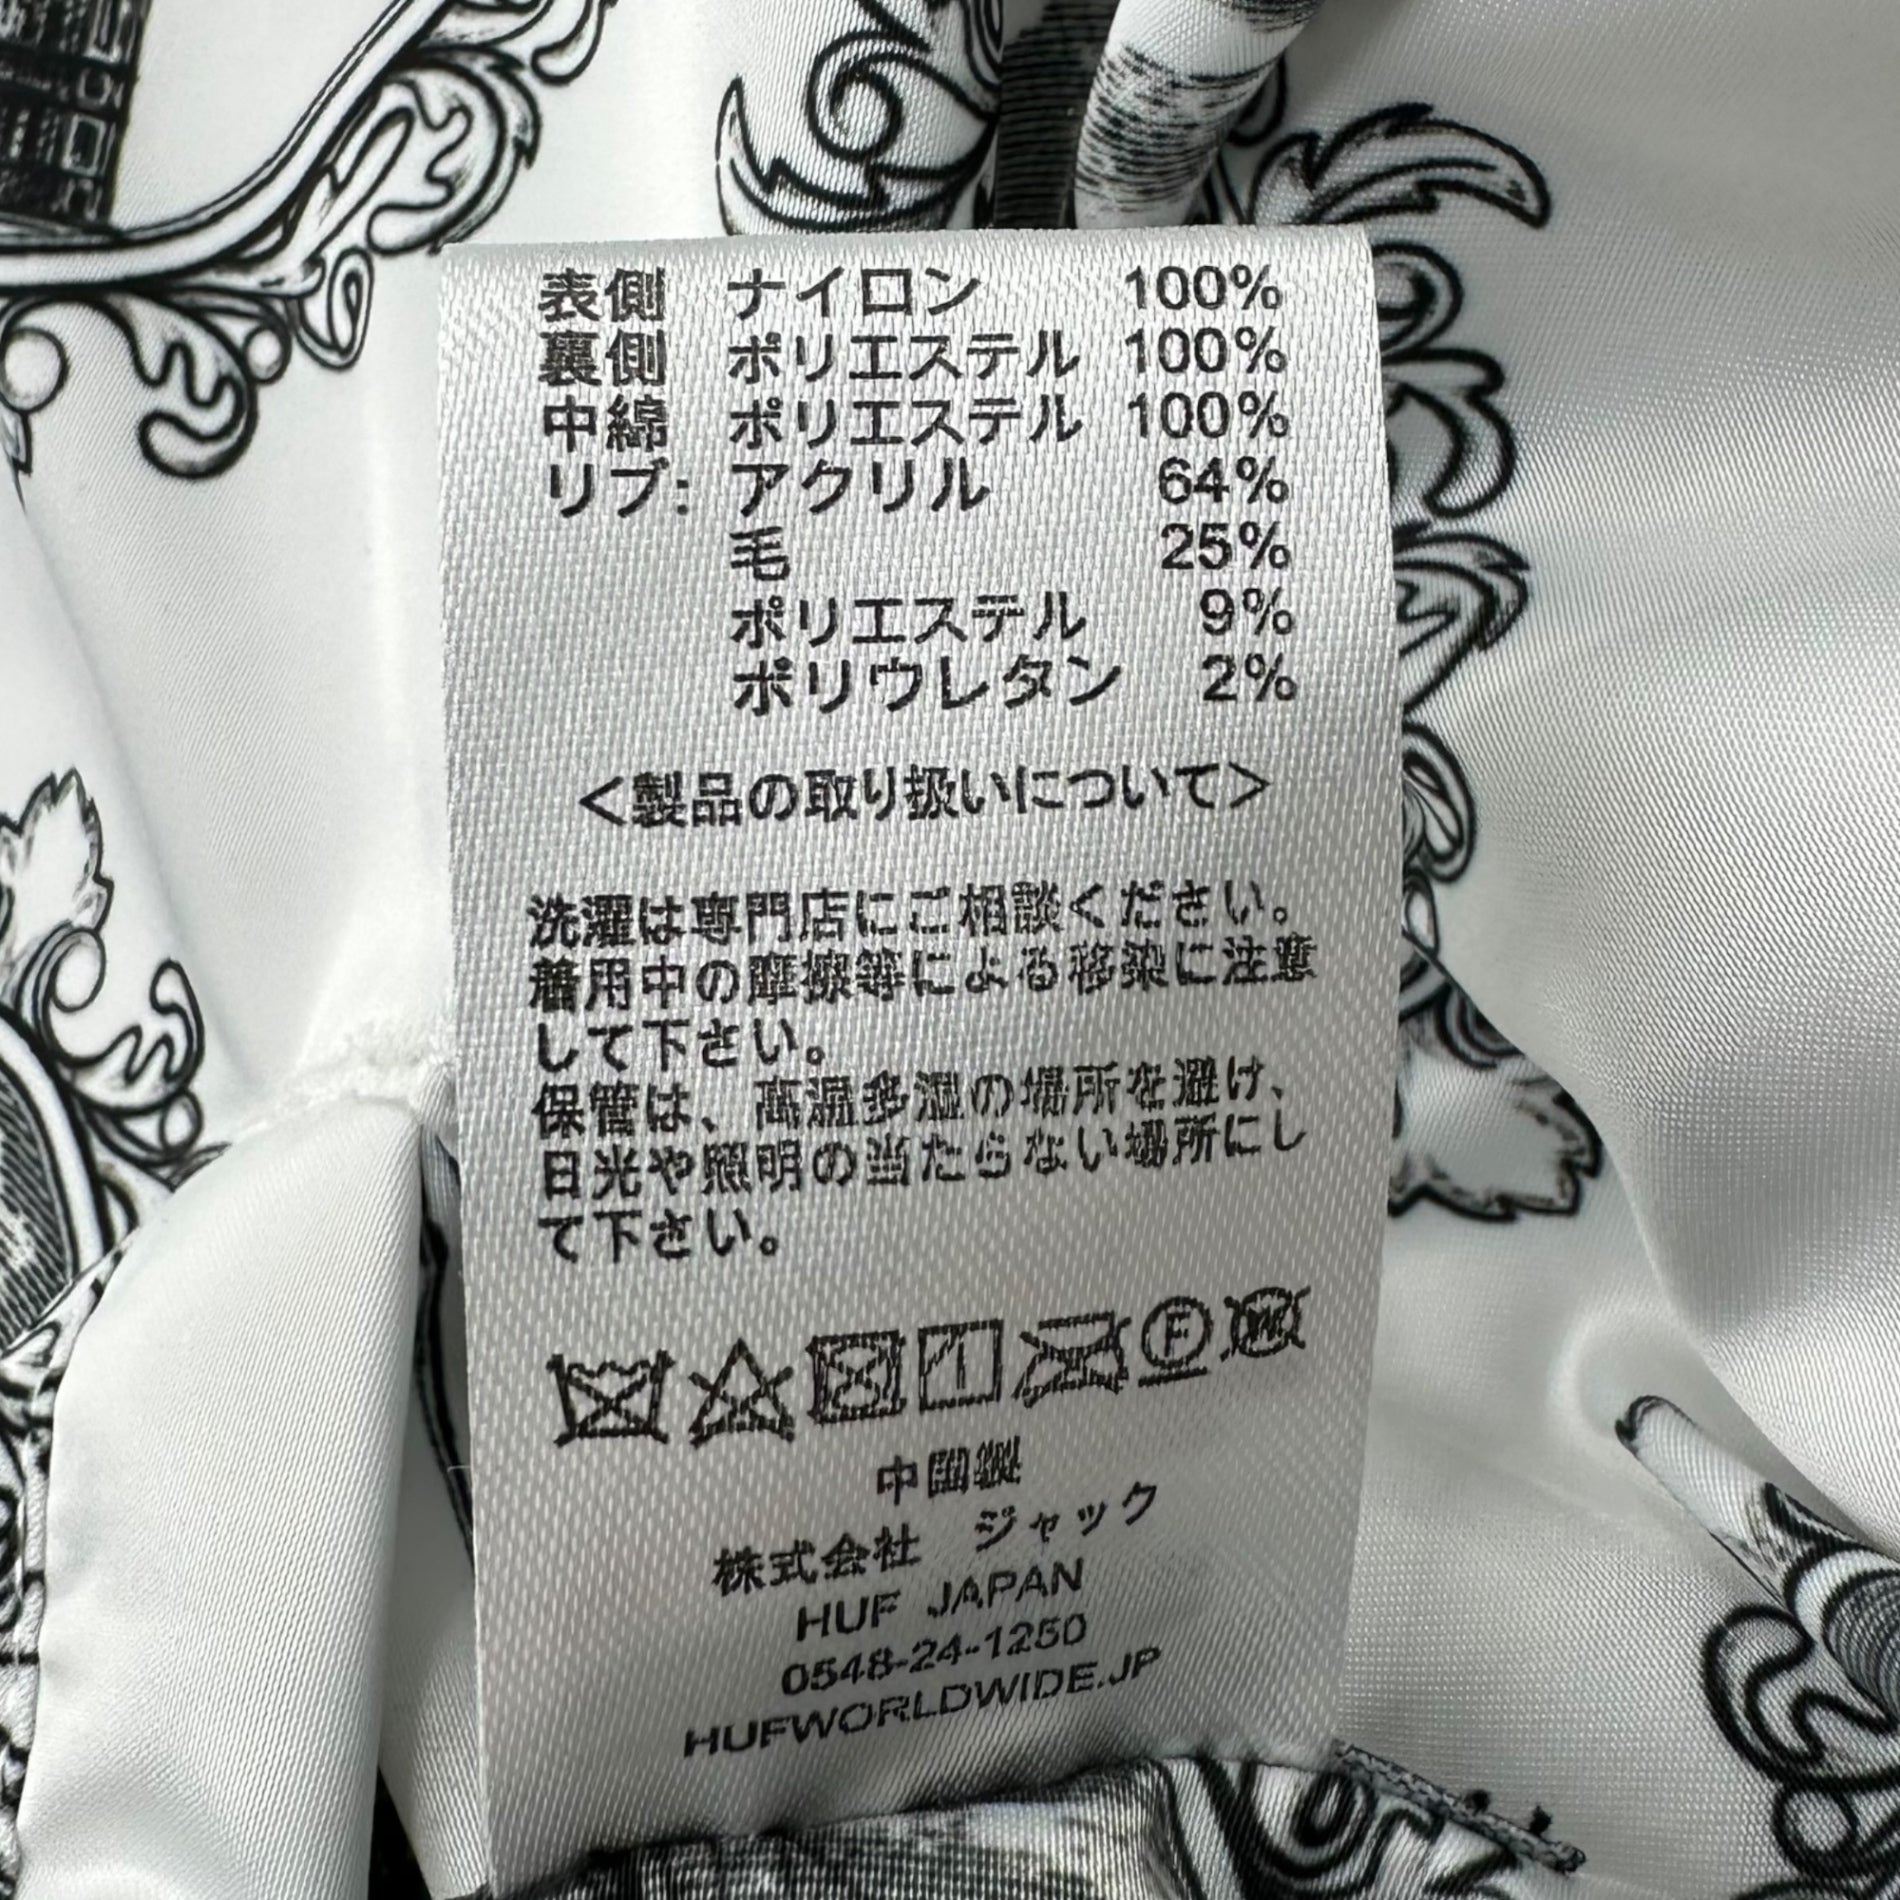 表側 ナイロン 100%
裏側 ポリエステル 100%
中綿 ポリエステル 100%
リブ: アクリル 64%
毛 25%
ポリエステル 9%
ポリウレタン 2%
<製品の取り扱いについて>
洗濯は専門店にご相談ください。
着用中の摩擦等による移染に注意
して下さい。
保管は、高温多湿の場所を避け、
日光や照明の当たらない場所にし
て下さい。
F W
中国製
株式会社 ジャック
HUF JAPAN
0548-24-1250
HUFWORLDWIDE.JP